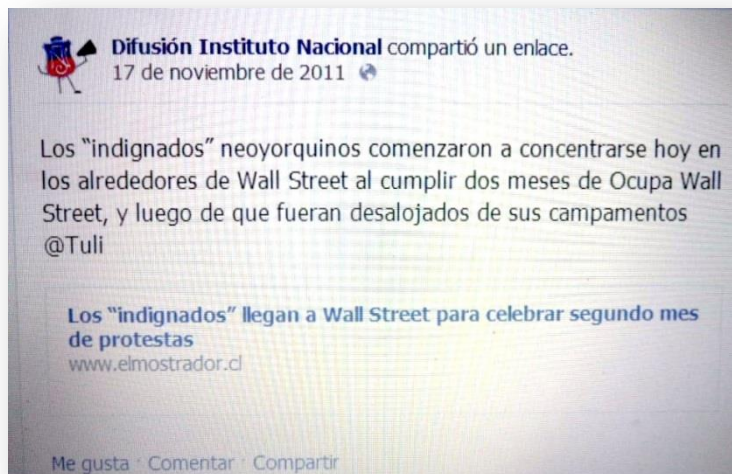 Difusión Instituto Nacional compartió un enlace.
17 de noviembre de 2011
Los "indignados" neoyorquinos comenzaron a concentrarse hoy en
los alrededores de Wall Street al cumplir dos meses de Ocupa Wall
Street, y luego de que fueran desalojados de sus campamentos
@Tuli
Los "indignados" llegan a Wall Street para celebrar segundo mes
de protestas
www.elmostrador.cl
Me gusta · Comentar · Compartir